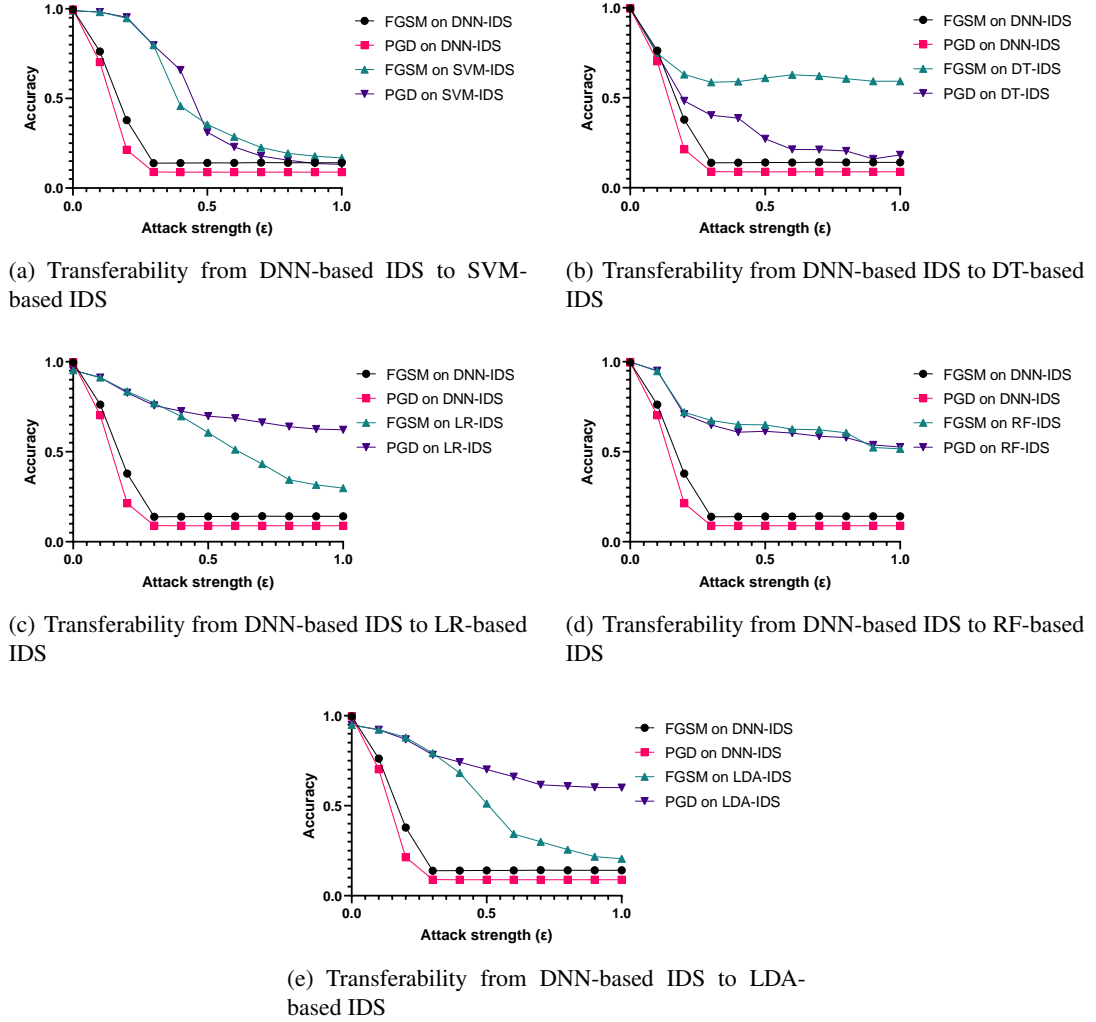 1.0
0.5
0.0
Accuracy
0.0 0.5 1.0
Attack strength (ε)
FGSM on DNN-IDS
PGD on DNN-IDS
FGSM on SVM-IDS
PGD on SVM-IDS
1.0
0.5
0.0
Accuracy
0.0 0.5 1.0
Attack strength (ε)
FGSM on DNN-IDS
PGD on DNN-IDS
FGSM on DT-IDS
PGD on DT-IDS
(a) Transferability from DNN-based IDS to SVM-
based IDS
(b) Transferability from DNN-based IDS to DT-based
IDS
1.0
0.5
0.0
Accuracy
0.0 0.5 1.0
Attack strength (ε)
FGSM on DNN-IDS
PGD on DNN-IDS
FGSM on LR-IDS
PGD on LR-IDS
1.0
0.5
0.0
Accuracy
0.0 0.5 1.0
Attack strength (ε)
FGSM on DNN-IDS
PGD on DNN-IDS
FGSM on RF-IDS
PGD on RF-IDS
(c) Transferability from DNN-based IDS to LR-based
IDS
(d) Transferability from DNN-based IDS to RF-based
IDS
1.0
0.5
0.0
Accuracy
0.0 0.5 1.0
Attack strength (ε)
FGSM on DNN-IDS
PGD on DNN-IDS
FGSM on LDA-IDS
PGD on LDA-IDS
(e) Transferability from DNN-based IDS to LDA-
based IDS